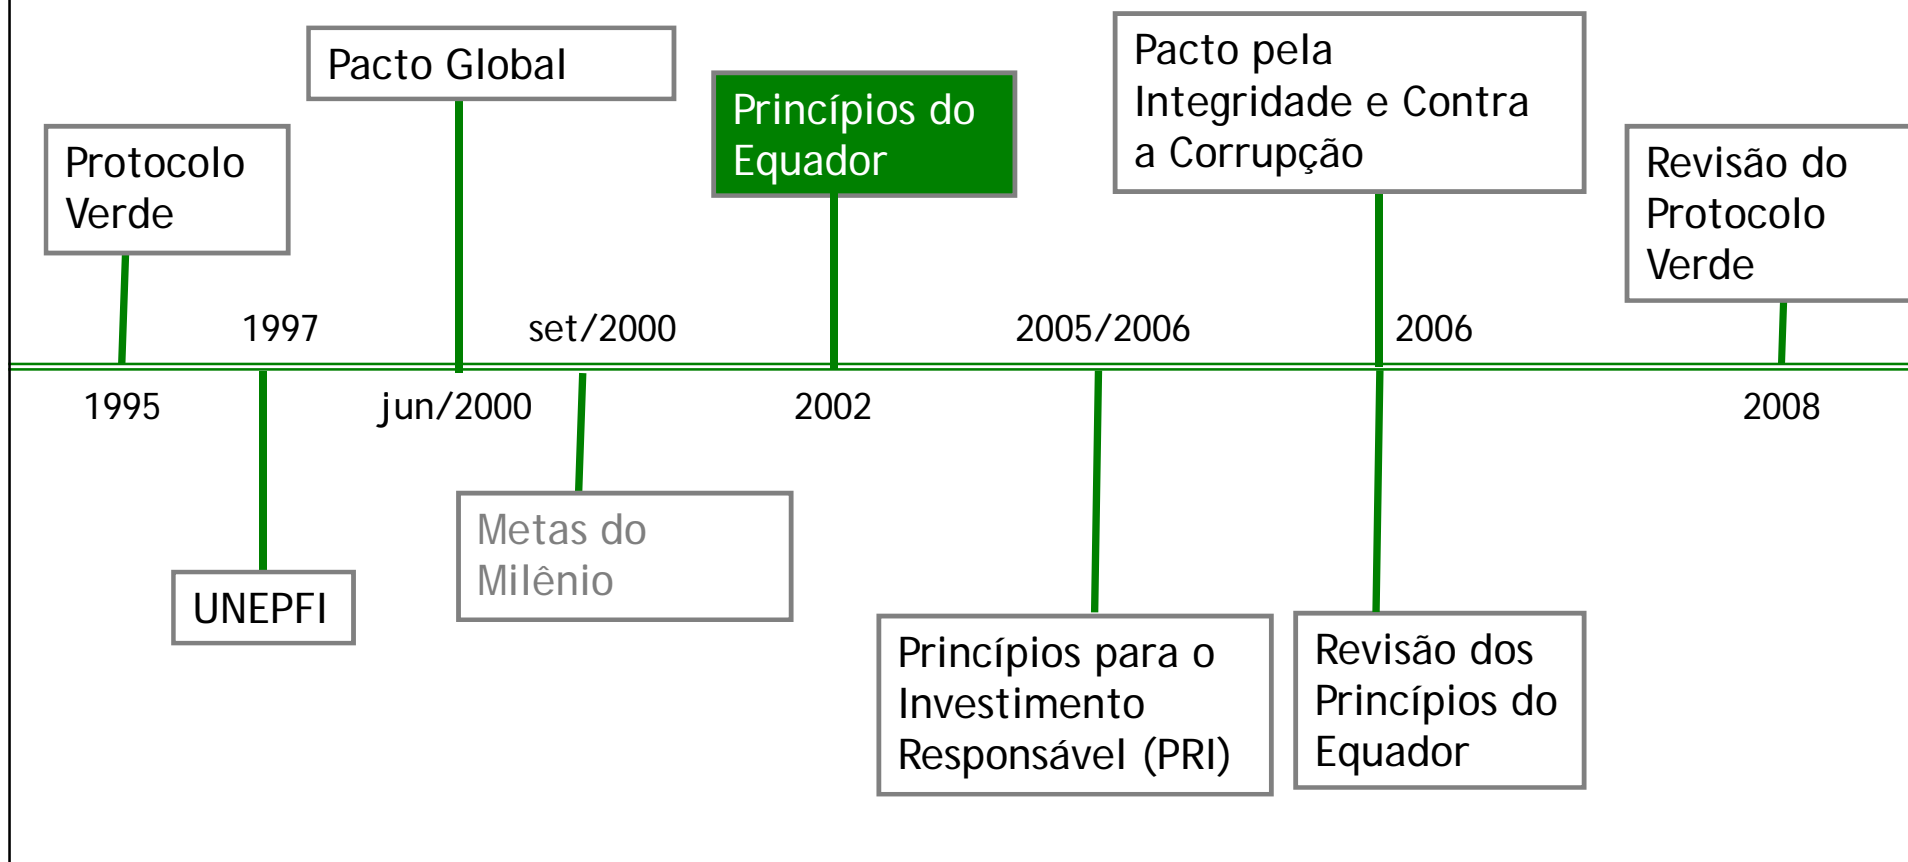 Pacto Global
Princípios do
Equador
Pacto pela
Integridade e Contra
a Corrupção
Protocolo
Verde
Revisão do
Protocolo
Verde
1997
set/2000
2005/2006
2006
1995
jun/2000
2002
2008
Metas do
Milênio
UNEPFI
Princípios para o
Investimento
Responsável (PRI)
Revisão dos
Princípios do
Equador